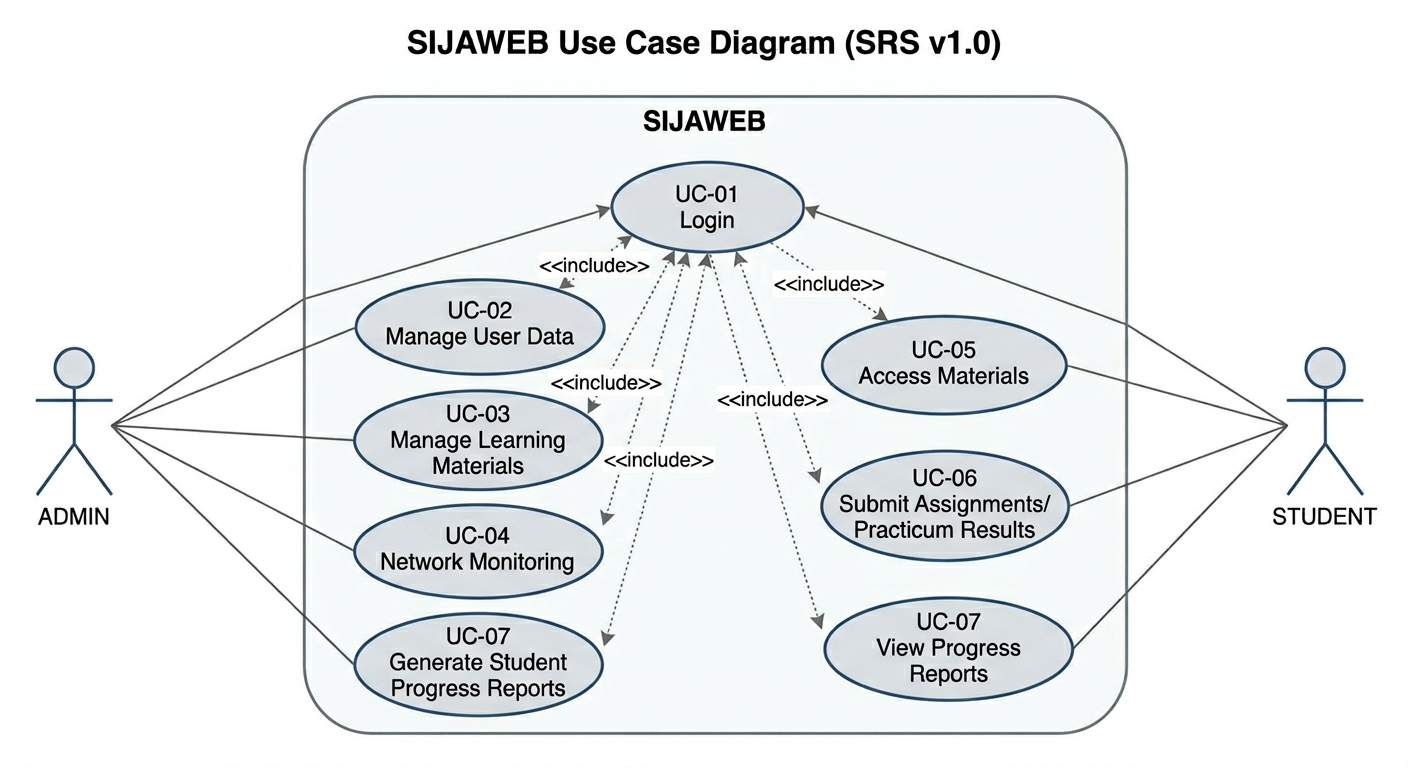 SIJAWEB Use Case Diagram (SRS v1.0)
SIJAWEB
UC-01
Login
<<include>>
<<include>>
UC-02
Manage User Data
UC-05
Access Materials
<<include>>
<<include>>
UC-03
Manage Learning
Materials
<<include>>
UC-06
Submit Assignments/
Practicum Results
ADMIN
STUDENT
UC-04
Network Monitoring
UC-07
Generate Student
Progress Reports
UC-07
View Progress
Reports